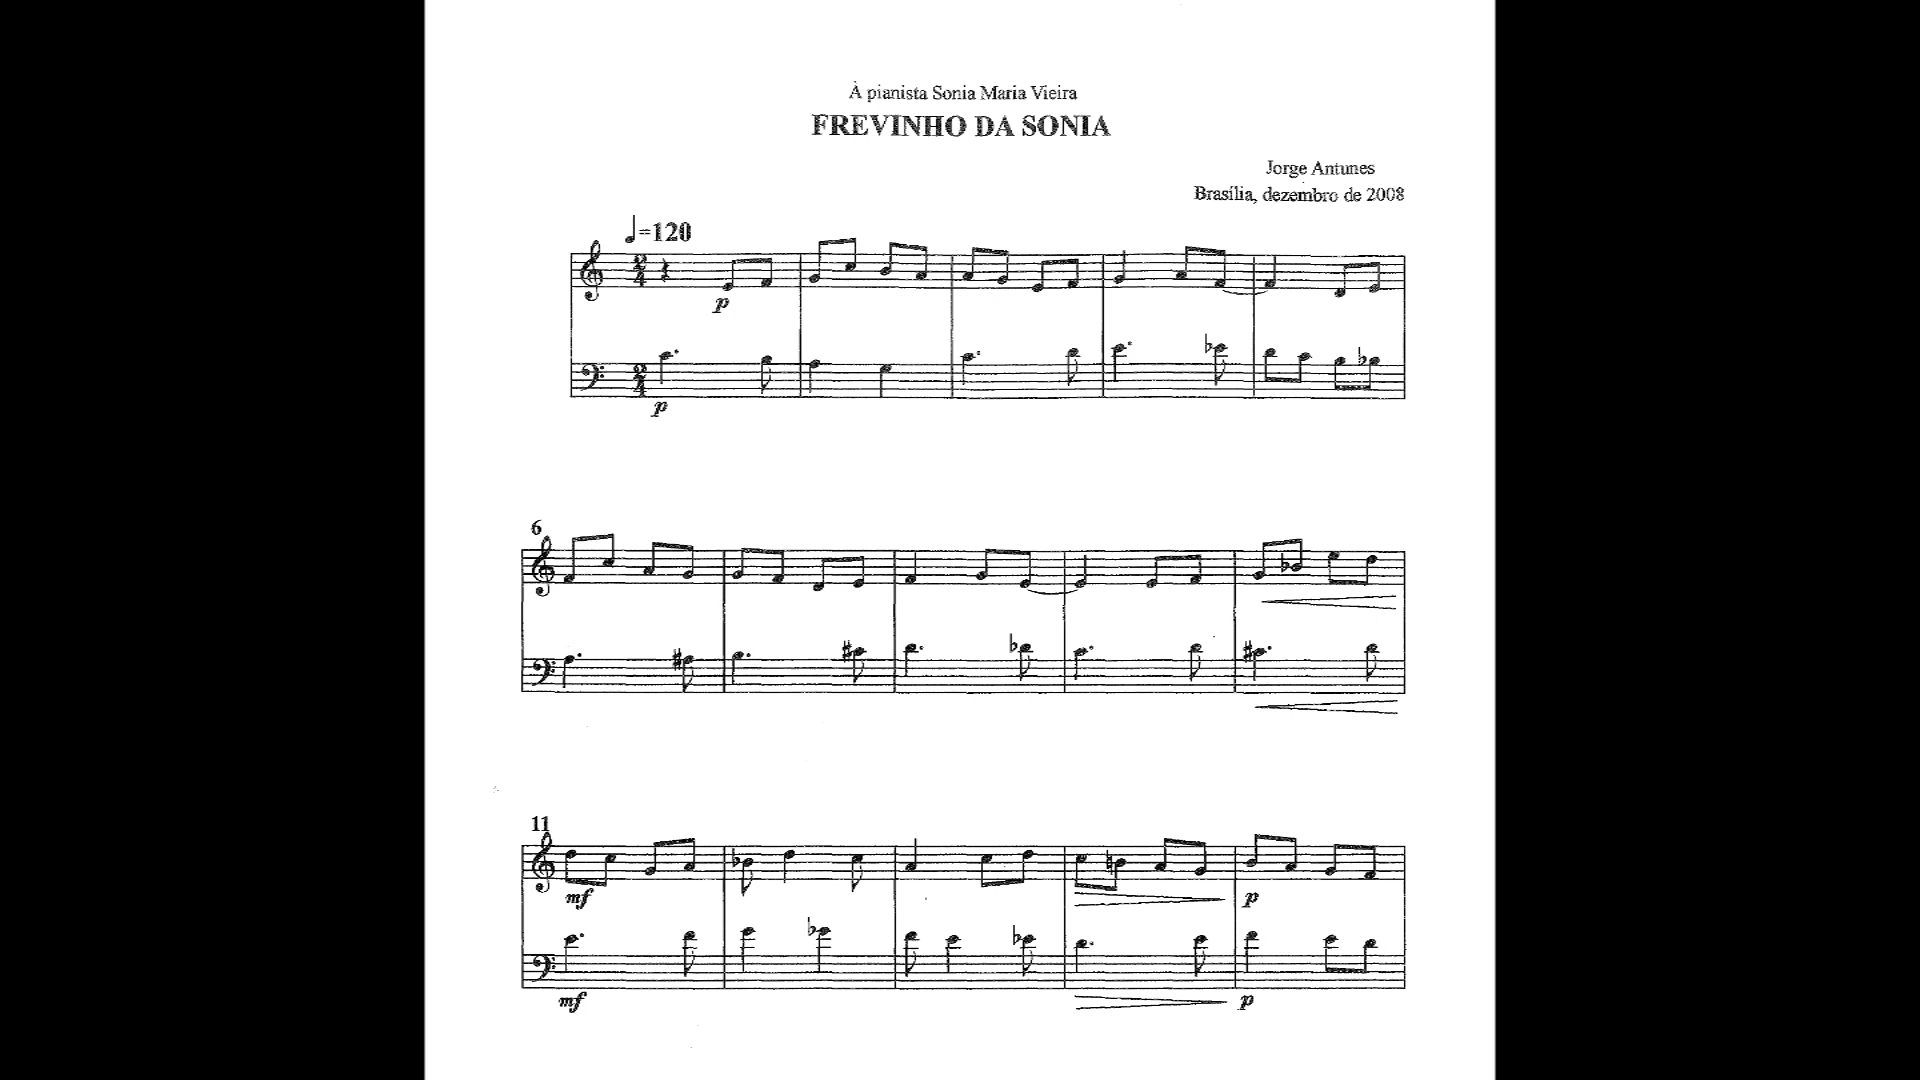 À pianista Sonia Maria Vieira
FREVINHO DA SONIA
Jorge Antunes
Brasília, dezembro de 2008
=120
2
4
p
2
4
p
6
11
mf
p
mf
p